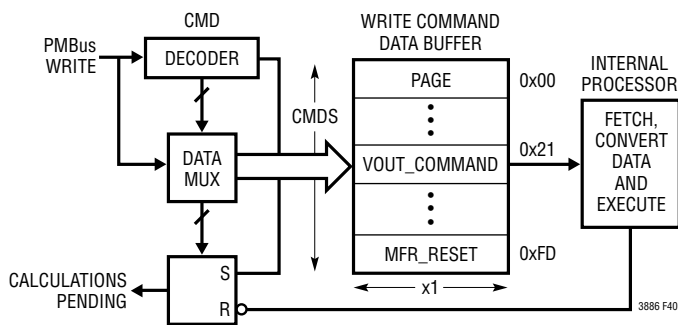 CMD
PMBus
WRITE
DECODER
DATA
MUX
S
R
CALCULATIONS
PENDING
CMDS
WRITE COMMAND
DATA BUFFER
PAGE
0x00
VOUT_COMMAND
0x21
MFR_RESET
0xFD
x1
INTERNAL
PROCESSOR
FETCH,
CONVERT
DATA
AND
EXECUTE
3886 F40